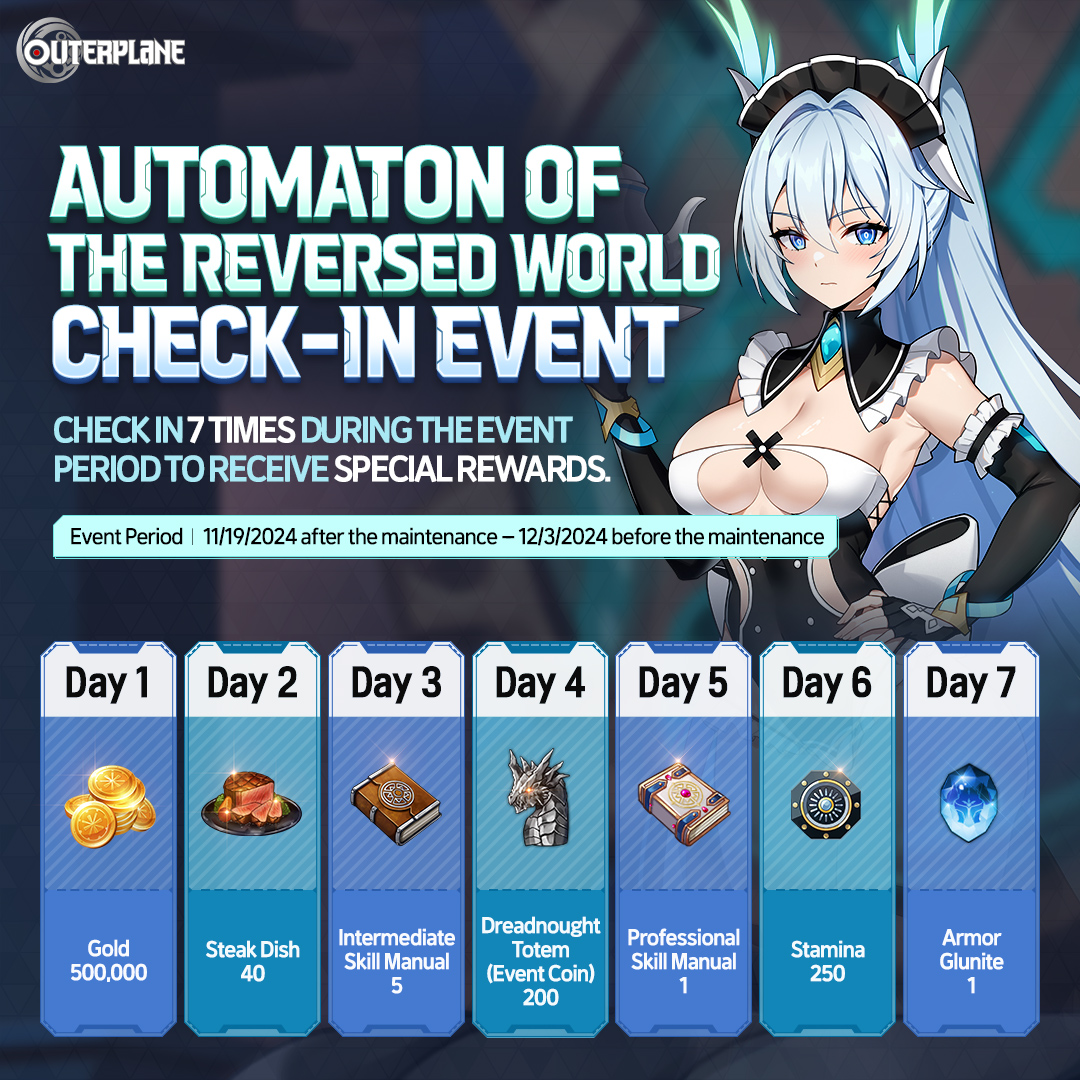 OUTERPLANE
AUTOMATON OF
THE REVERSED WORLD
CHECK-IN EVENT
CHECK IN 7 TIMES DURING THE EVENT
PERIOD TO RECEIVE SPECIAL REWARDS.
Event Period | 11/19/2024 after the maintenance – 12/3/2024 before the maintenance
Day 1
Gold
500,000
Day 2
Steak Dish
40
Day 3
Intermediate
Skill Manual
5
Day 4
Dreadnought
Totem
(Event Coin)
200
Day 5
Professional
Skill Manual
1
Day 6
Stamina
250
Day 7
Armor
Glunite
1